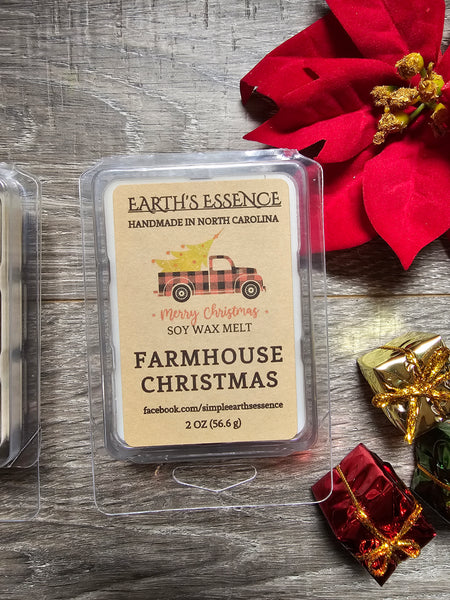 EARTH'S ESSENCE
HANDMADE IN NORTH CAROLINA
Merry Christmas
SOY WAX MELT
FARMHOUSE
CHRISTMAS
facebook.com/simpleearthsessence
2 OZ (56.6 g)